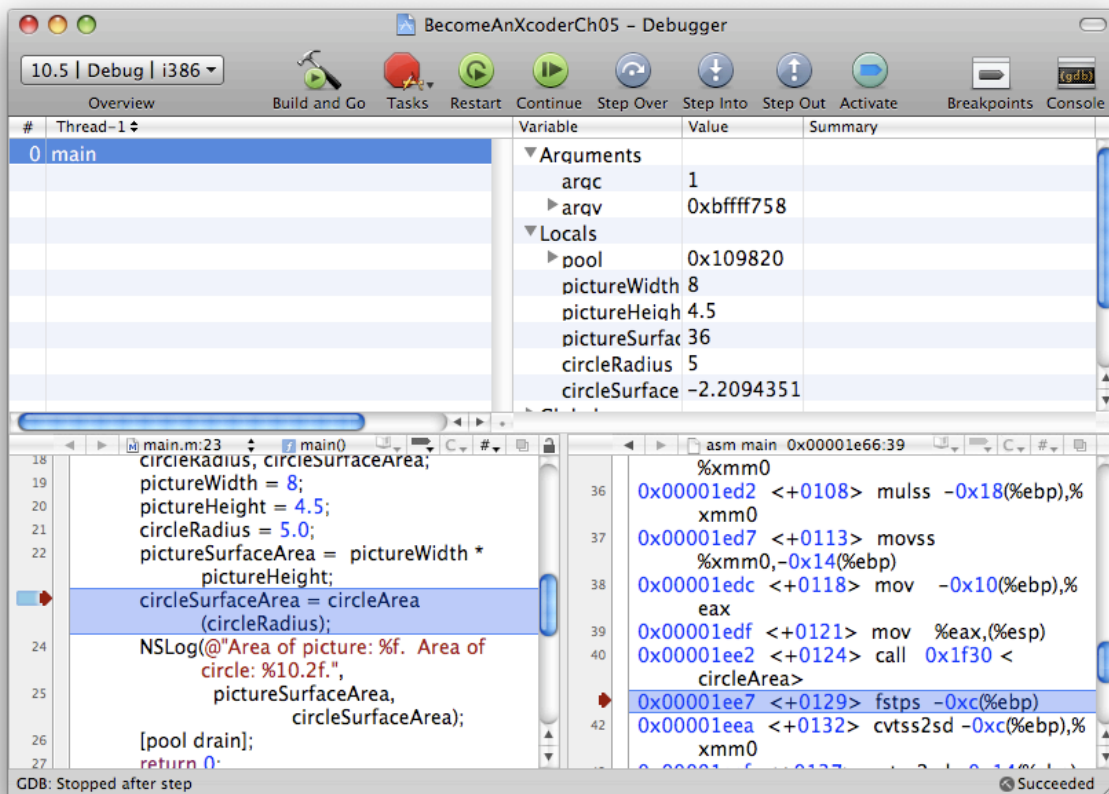 BecomeAnXcoderCh05 – Debugger
10.5 | Debug | i386
Overview
Build and Go
Tasks
Restart
Continue
Step Over
Step Into
Step Out
Activate
Breakpoints
(gdb)
Console
# Thread-1
Variable Value Summary
0 main
Arguments
argc 1
argv 0xbffff758
Locals
pool 0x109820
pictureWidth 8
pictureHeigh 4.5
pictureSurfac 36
circleRadius 5
circleSurface -2.2094351
main.m:23 main() C #
18 circleRadius, circleSurfaceArea;
19 pictureWidth = 8;
20 pictureHeight = 4.5;
21 circleRadius = 5.0;
22 pictureSurfaceArea = pictureWidth *
pictureHeight;
circleSurfaceArea = circleArea
(circleRadius);
24 NSLog(@"Area of picture: %f. Area of
circle: %10.2f.",
25 pictureSurfaceArea,
circleSurfaceArea);
26 [pool drain];
27 return 0;
asm main 0x00001e66:39 C #
%xmm0
36 0x00001ed2 <+0108> mulss -0x18(%ebp),%
xmm0
37 0x00001ed7 <+0113> movss
%xmm0,-0x14(%ebp)
38 0x00001edc <+0118> mov -0x10(%ebp),%
eax
39 0x00001edf <+0121> mov %eax,(%esp)
40 0x00001ee2 <+0124> call 0x1f30 <
circleArea>
0x00001ee7 <+0129> fstps -0xc(%ebp)
42 0x00001eea <+0132> cvtss2sd -0xc(%ebp),%
xmm0
GDB: Stopped after step
Succeeded